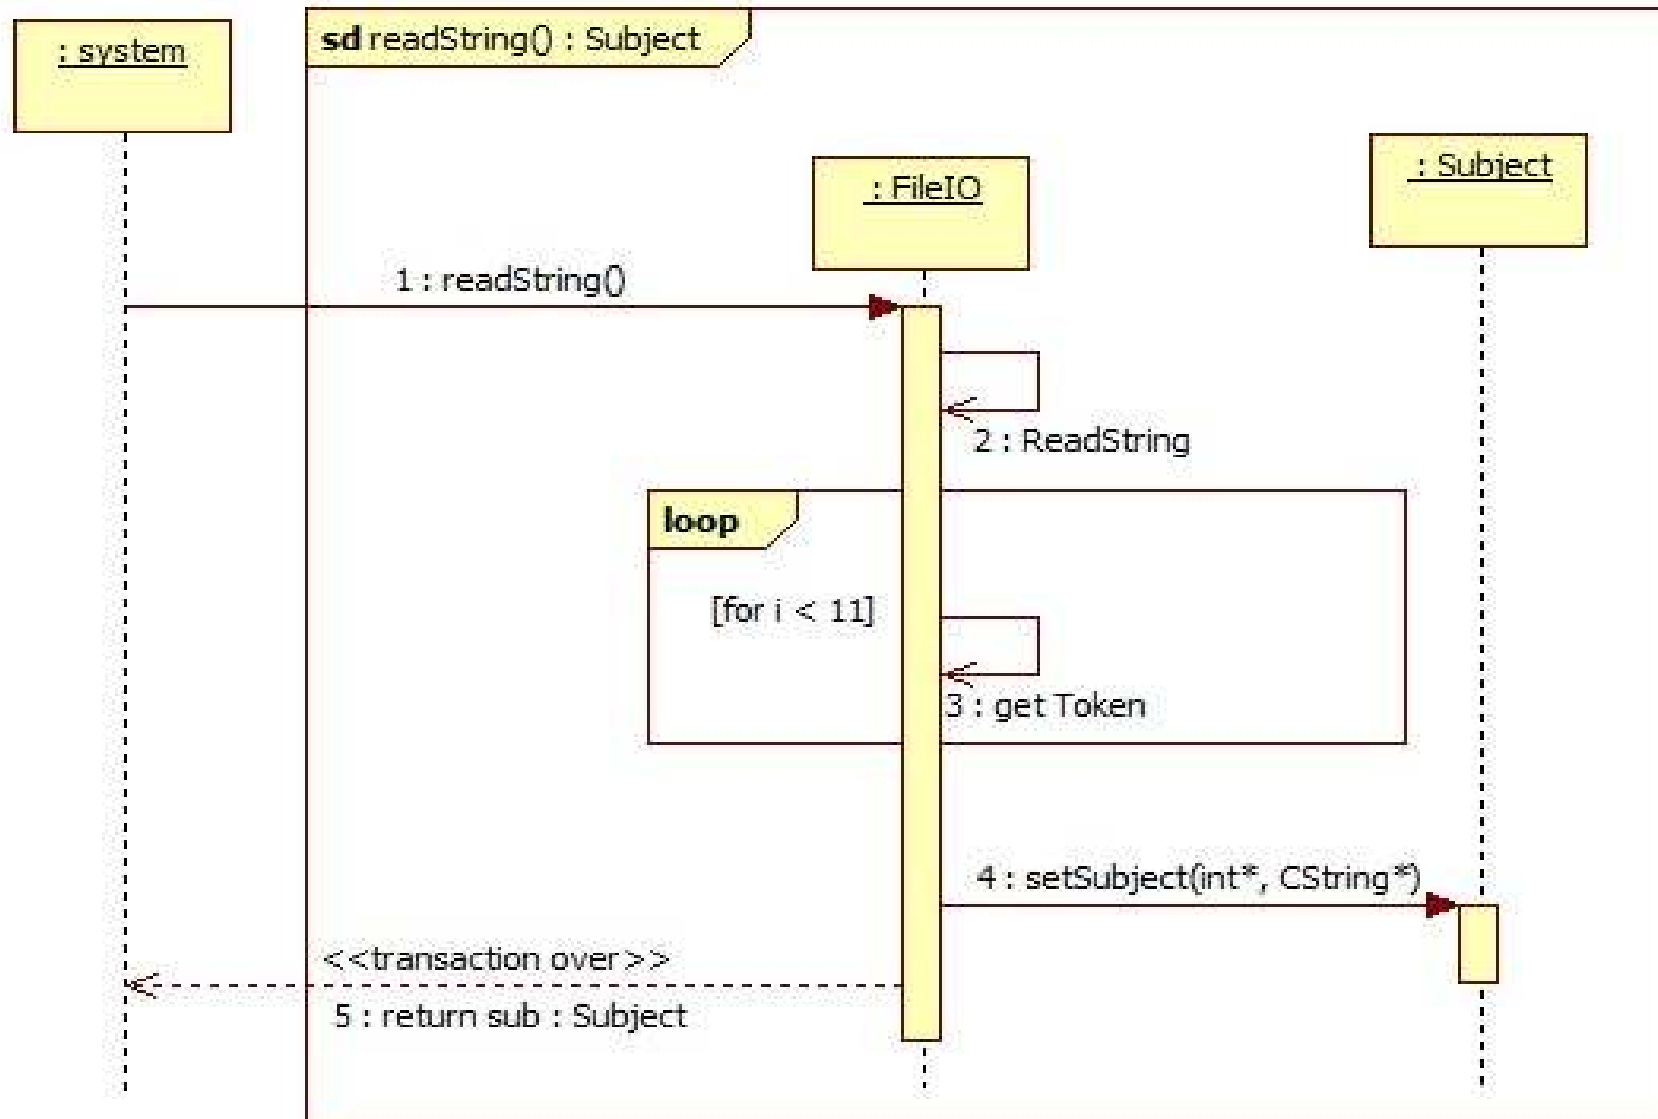 : system
sd readString() : Subject
: FileIO
: Subject
1 : readString()
2 : ReadString
loop
[for i < 11]
3 : get Token
4 : setSubject(int*, CString*)
<<transaction over>>
5 : return sub : Subject